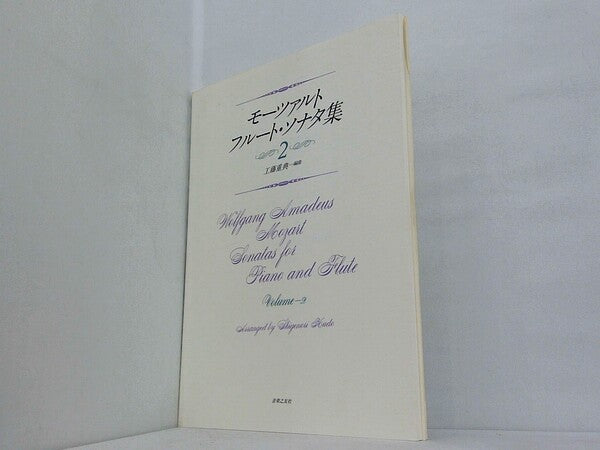 モーツァルト
フルート・ソナタ集
2
工藤重典＝編曲
Wolfgang Amadeus
Mozart
Sonatas for
Piano and Flute
Volume-2
Arranged by Shigenori Kudo
音楽之友社